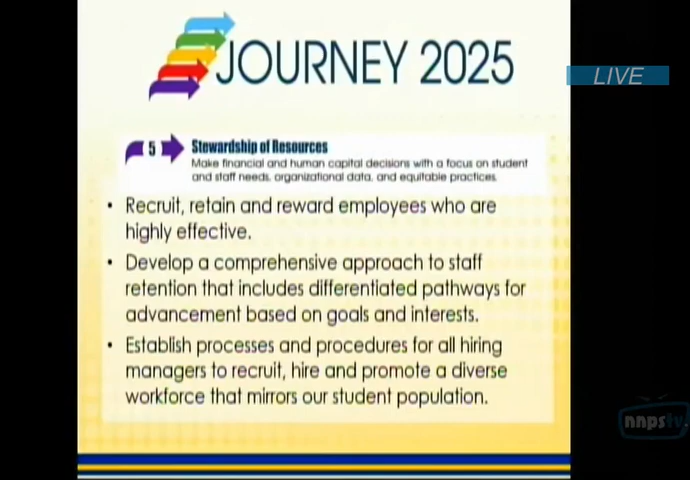 JOURNEY 2025
LIVE
5 Stewardship of Resources
Make financial and human capital decisions with a focus on student
and staff needs, organizational data, and equitable practices.
• Recruit, retain and reward employees who are
highly effective.
• Develop a comprehensive approach to staff
retention that includes differentiated pathways for
advancement based on goals and interests.
• Establish processes and procedures for all hiring
managers to recruit, hire and promote a diverse
workforce that mirrors our student population.
nnpstv.